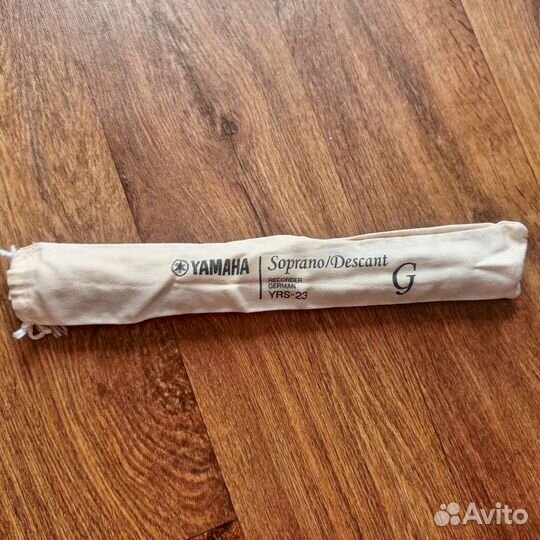 YAMAHA
Soprano/Descant
RECORDER
GERMAN
YRS-23
G
Avito